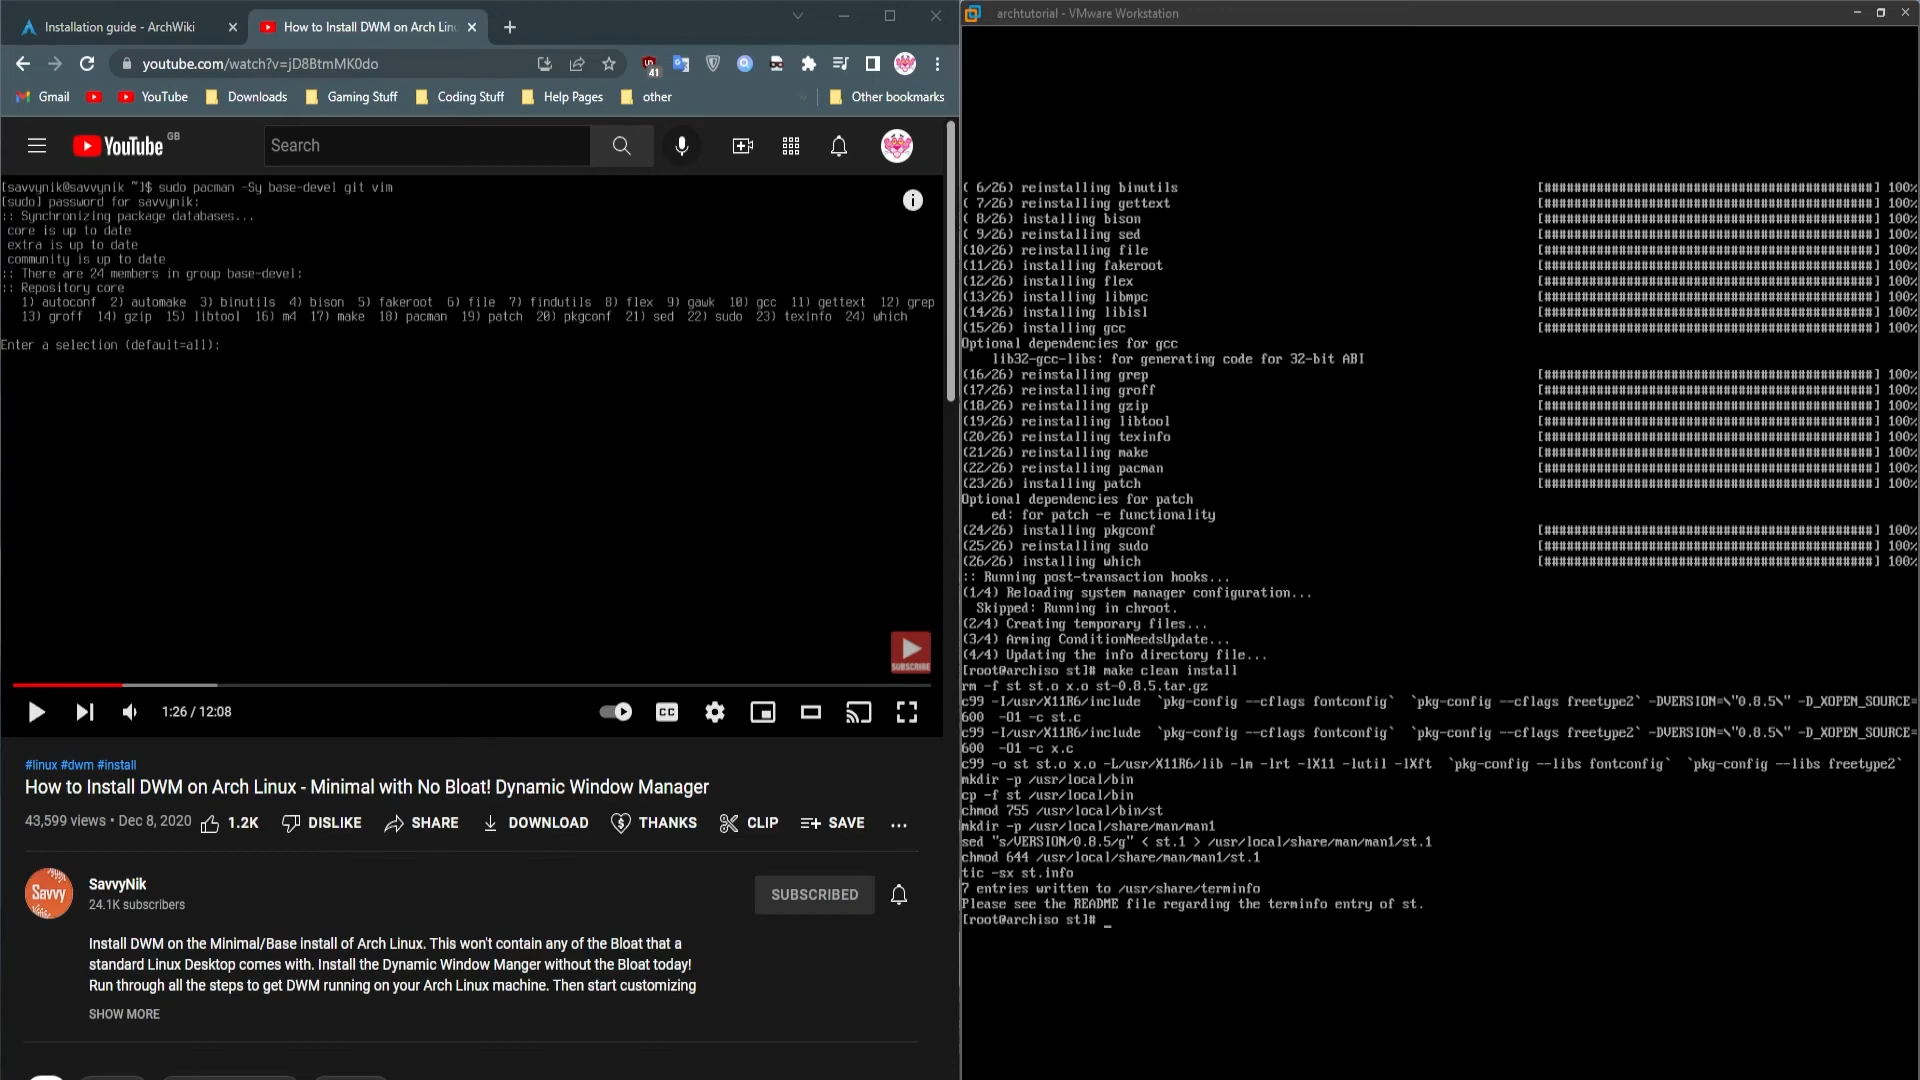 Installation guide - ArchWiki
How to Install DWM on Arch Lin
youtube.com/watch?v=jD8BtmMK0do
41
Gmail
YouTube
Downloads
Gaming Stuff
Coding Stuff
Help Pages
other
Other bookmarks
YouTube GB
Search
[savvynik@savvynik ~]$ sudo pacman -Sy base-devel git vim
[sudo] password for savvynik:
:: Synchronizing package databases...
core is up to date
extra is up to date
community is up to date
:: There are 24 members in group base-devel:
:: Repository core
1) autoconf 2) automake 3) binutils 4) bison 5) fakeroot 6) file 7) findutils 8) flex 9) gawk 10) gcc 11) gettext 12) grep
13) groff 14) gzip 15) libtool 16) m4 17) make 18) pacman 19) patch 20) pkgconf 21) sed 22) sudo 23) texinfo 24) which
Enter a selection (default=all):
SUBSCRIBE
1:26 / 12:08
CC
#linux #dwm #install
How to Install DWM on Arch Linux - Minimal with No Bloat! Dynamic Window Manager
43,599 views • Dec 8, 2020
1.2K
DISLIKE
SHARE
DOWNLOAD
THANKS
CLIP
SAVE
Savvy
SavvyNik
24.1K subscribers
SUBSCRIBED
Install DWM on the Minimal/Base install of Arch Linux. This won't contain any of the Bloat that a
standard Linux Desktop comes with. Install the Dynamic Window Manger without the Bloat today!
Run through all the steps to get DWM running on your Arch Linux machine. Then start customizing
SHOW MORE
archtutorial - VMware Workstation
( 6/26) reinstalling binutils [######################################] 100%
( 7/26) reinstalling gettext [######################################] 100%
( 8/26) installing bison [######################################] 100%
( 9/26) reinstalling sed [######################################] 100%
(10/26) reinstalling file [######################################] 100%
(11/26) installing fakeroot [######################################] 100%
(12/26) installing flex [######################################] 100%
(13/26) installing libmpc [######################################] 100%
(14/26) installing libisl [######################################] 100%
(15/26) installing gcc [######################################] 100%
Optional dependencies for gcc
lib32-gcc-libs: for generating code for 32-bit ABI
(16/26) reinstalling grep [######################################] 100%
(17/26) reinstalling groff [######################################] 100%
(18/26) reinstalling gzip [######################################] 100%
(19/26) reinstalling libtool [######################################] 100%
(20/26) reinstalling texinfo [######################################] 100%
(21/26) reinstalling make [######################################] 100%
(22/26) reinstalling pacman [######################################] 100%
(23/26) installing patch [######################################] 100%
Optional dependencies for patch
ed: for patch -e functionality
(24/26) installing pkgconf [######################################] 100%
(25/26) reinstalling sudo [######################################] 100%
(26/26) installing which [######################################] 100%
:: Running post-transaction hooks...
(1/4) Reloading system manager configuration...
Skipped: Running in chroot.
(2/4) Creating temporary files...
(3/4) Arming ConditionNeedsUpdate...
(4/4) Updating the info directory file...
[root@archiso st]# make clean install
rm -f st st.o x.o st-0.8.5.tar.gz
c99 -I/usr/X11R6/include `pkg-config --cflags fontconfig` `pkg-config --cflags freetype2` -DVERSION=\"0.8.5\" -D_XOPEN_SOURCE=
600 -O1 -c st.c
c99 -I/usr/X11R6/include `pkg-config --cflags fontconfig` `pkg-config --cflags freetype2` -DVERSION=\"0.8.5\" -D_XOPEN_SOURCE=
600 -O1 -c x.c
c99 -o st st.o x.o -L/usr/X11R6/lib -lm -lrt -lX11 -lutil -lXft `pkg-config --libs fontconfig` `pkg-config --libs freetype2`
mkdir -p /usr/local/bin
cp -f st /usr/local/bin
chmod 755 /usr/local/bin/st
mkdir -p /usr/local/share/man/man1
sed "s/VERSION/0.8.5/g" < st.1 > /usr/local/share/man/man1/st.1
chmod 644 /usr/local/share/man/man1/st.1
tic -sx st.info
7 entries written to /usr/share/terminfo
Please see the README file regarding the terminfo entry of st.
[root@archiso st]# _